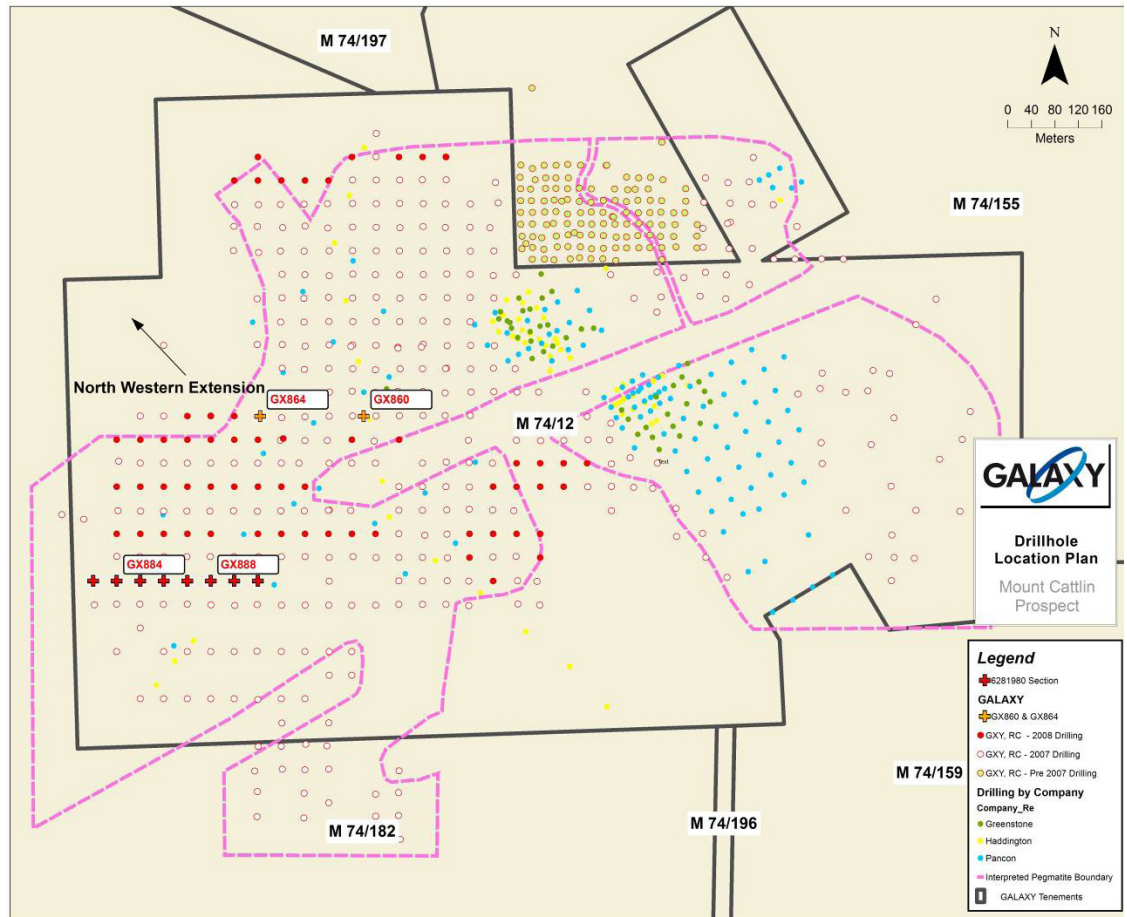 M 74/197
N
0 40 80 120 160
Meters
M 74/155
North Western Extension
GX864
GX860
M 74/12
Text
GALAXY
Drillhole
Location Plan
Mount Cattlin
Prospect
GX884
GX888
Legend
6281980 Section
GALAXY
GX860 & GX864
GXY, RC - 2008 Drilling
GXY, RC - 2007 Drilling
GXY, RC - Pre 2007 Drilling
Drilling by Company
Company_Re
Greenstone
Haddington
Pancon
Interpreted Pegmatite Boundary
GALAXY Tenements
M 74/159
M 74/196
M 74/182